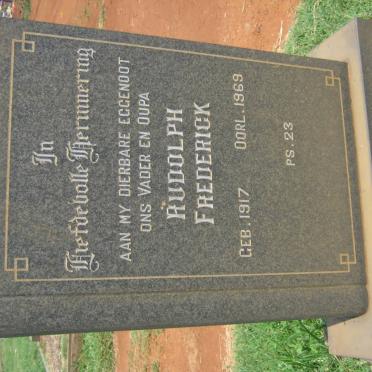 In
Liefdevolle Herinnering
AAN MY DIERBARE EGGENOOT
ONS VADER EN OUPA
RUDOLPH
FREDERICK
GEB. 1917 OORL. 1969
PS. 23